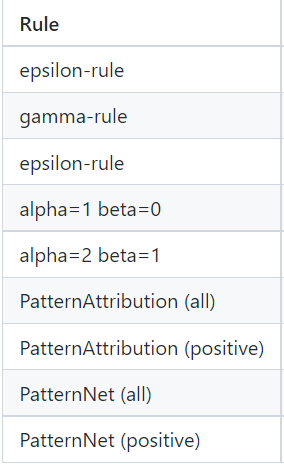 Rule
epsilon-rule
gamma-rule
epsilon-rule
alpha=1 beta=0
alpha=2 beta=1
PatternAttribution (all)
PatternAttribution (positive)
PatternNet (all)
PatternNet (positive)